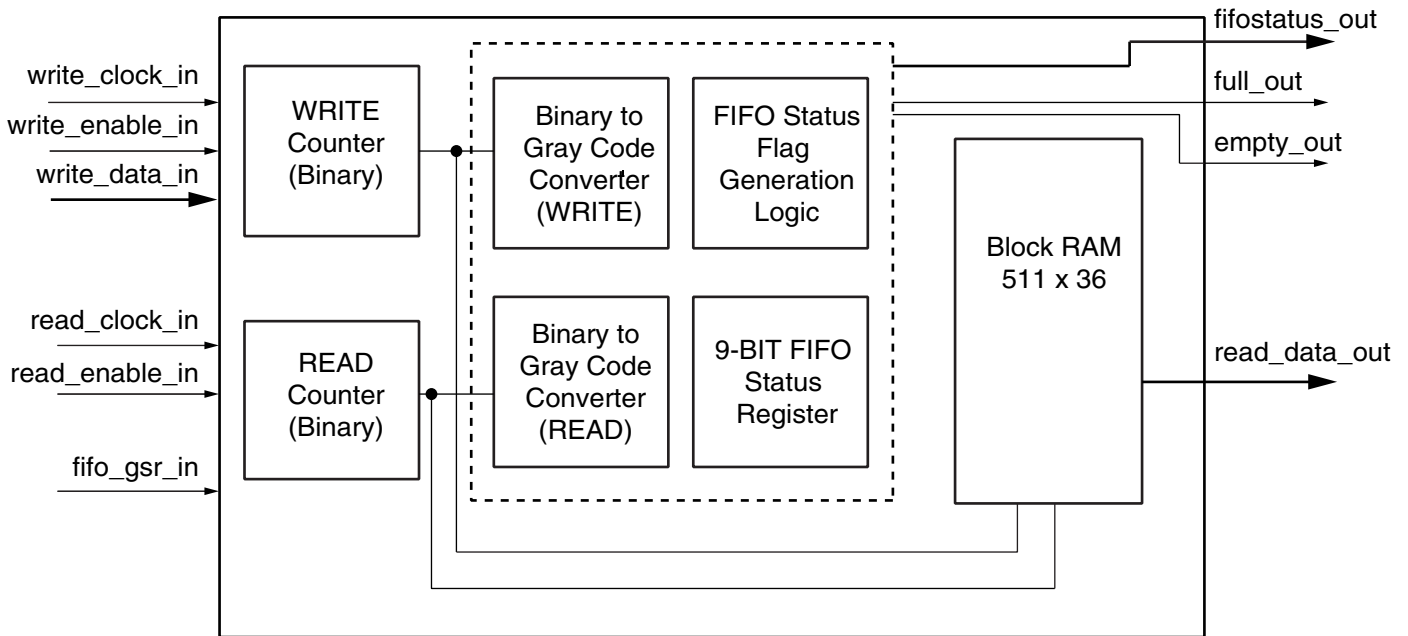 write_clock_in
write_enable_in
write_data_in
read_clock_in
read_enable_in
fifo_gsr_in
WRITE
Counter
(Binary)
READ
Counter
(Binary)
Binary to
Gray Code
Converter
(WRITE)
FIFO Status
Flag
Generation
Logic
Binary to
Gray Code
Converter
(READ)
9-BIT FIFO
Status
Register
Block RAM
511 x 36
fifostatus_out
full_out
empty_out
read_data_out